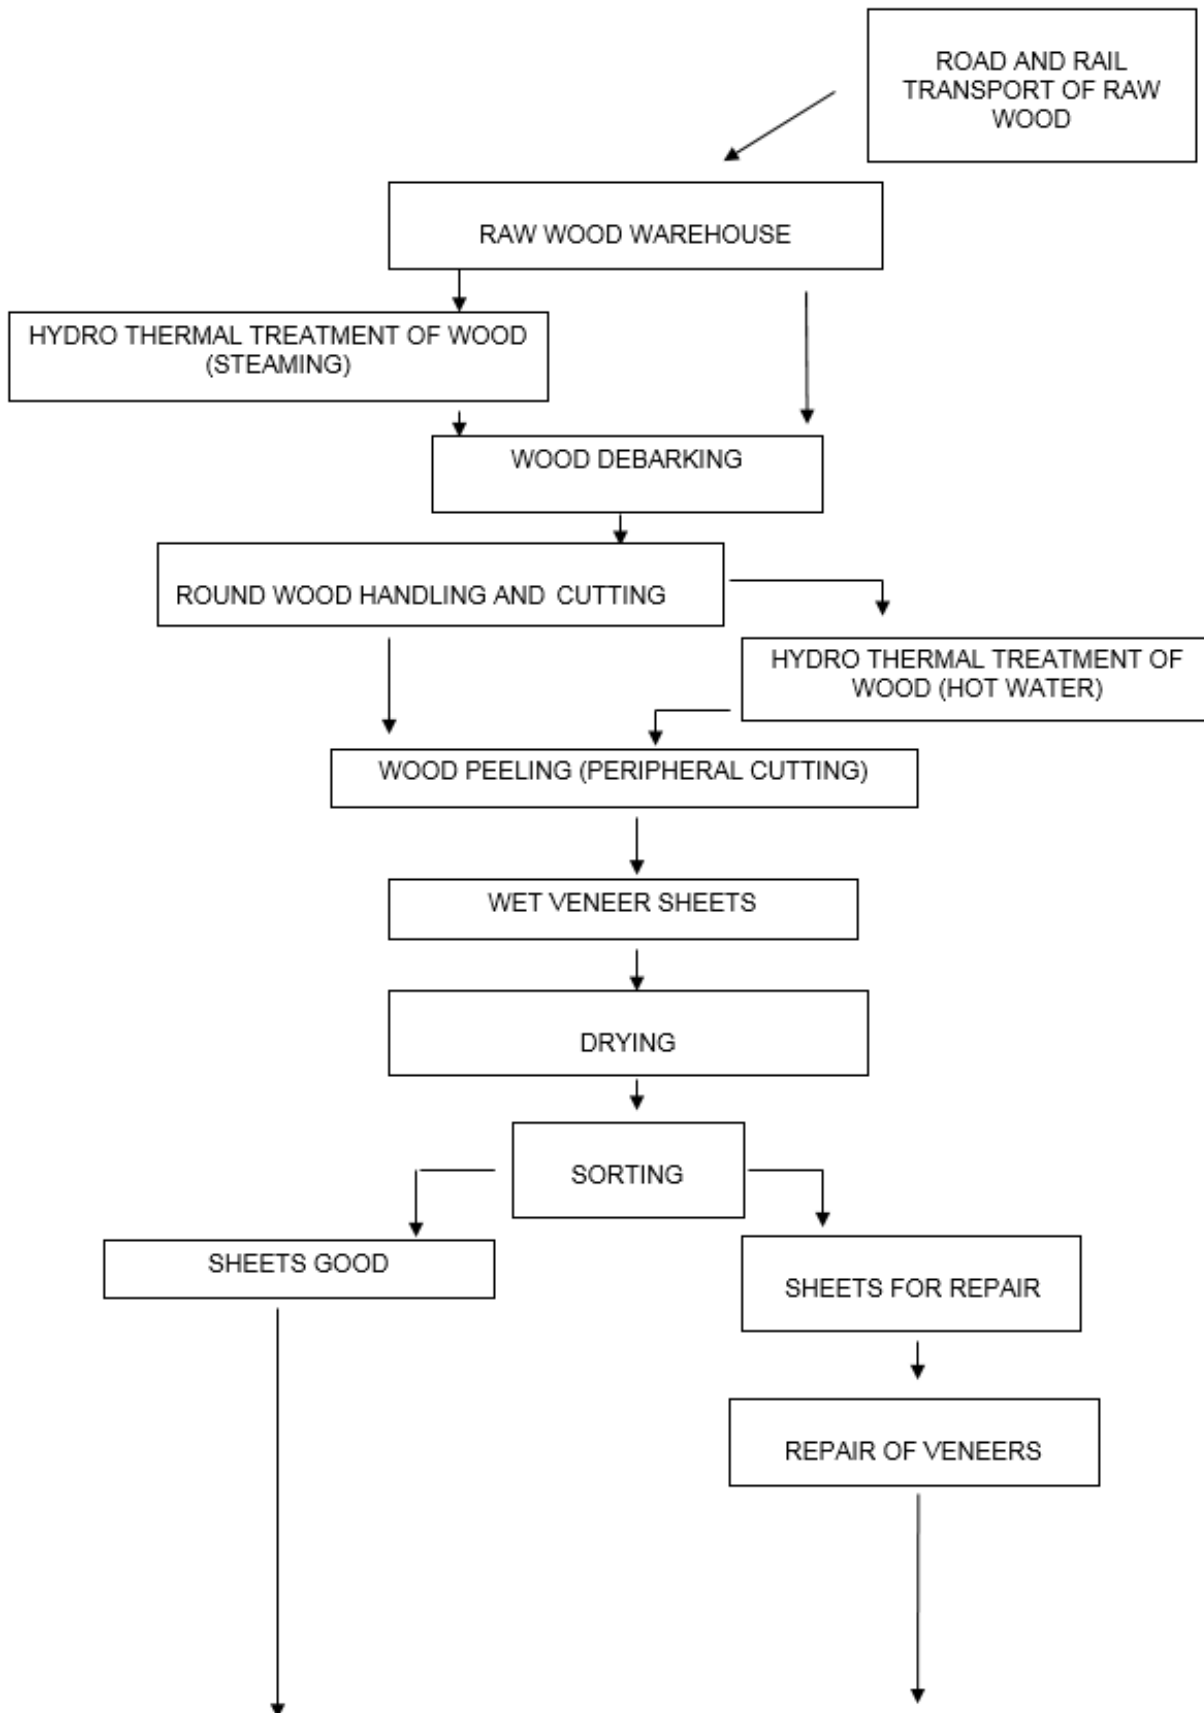 ROAD AND RAIL
TRANSPORT OF RAW
WOOD
RAW WOOD WAREHOUSE
HYDRO THERMAL TREATMENT OF WOOD
(STEAMING)
WOOD DEBARKING
ROUND WOOD HANDLING AND CUTTING
HYDRO THERMAL TREATMENT OF
WOOD (HOT WATER)
WOOD PEELING (PERIPHERAL CUTTING)
WET VENEER SHEETS
DRYING
SORTING
SHEETS GOOD
SHEETS FOR REPAIR
REPAIR OF VENEERS